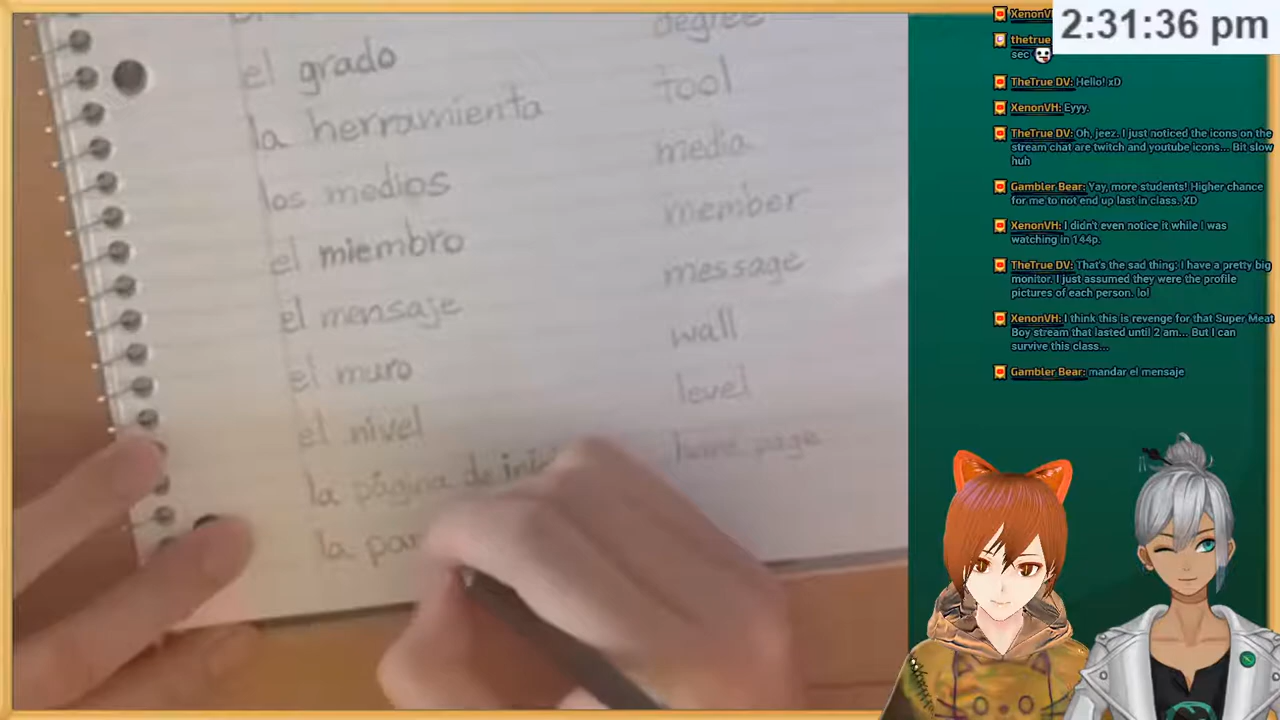 2:31:36 pm
el grado degree
la herramienta tool
los medios media
el miembro member
el mensaje message
el muro wall
el nivel level
la página de home page
la
sec
TheTrue DV: Hello! xD
XenonVH: Eyyy.
TheTrue DV: Oh, jeez. I just noticed the icons on the
stream chat are twitch and youtube icons... Bit slow
huh
Gambler Bear: Yay, more students! Higher chance
for me to not end up last in class. XD
XenonVH: I didn't even notice it while I was
watching in 144p.
TheTrue DV: That's the sad thing: I have a pretty big
monitor. I just assumed they were the profile
pictures of each person. lol
XenonVH: I think this is revenge for that Super Meat
Boy stream that lasted until 2 am... But I can
survive this class...
Gambler Bear: mandar el mensaje